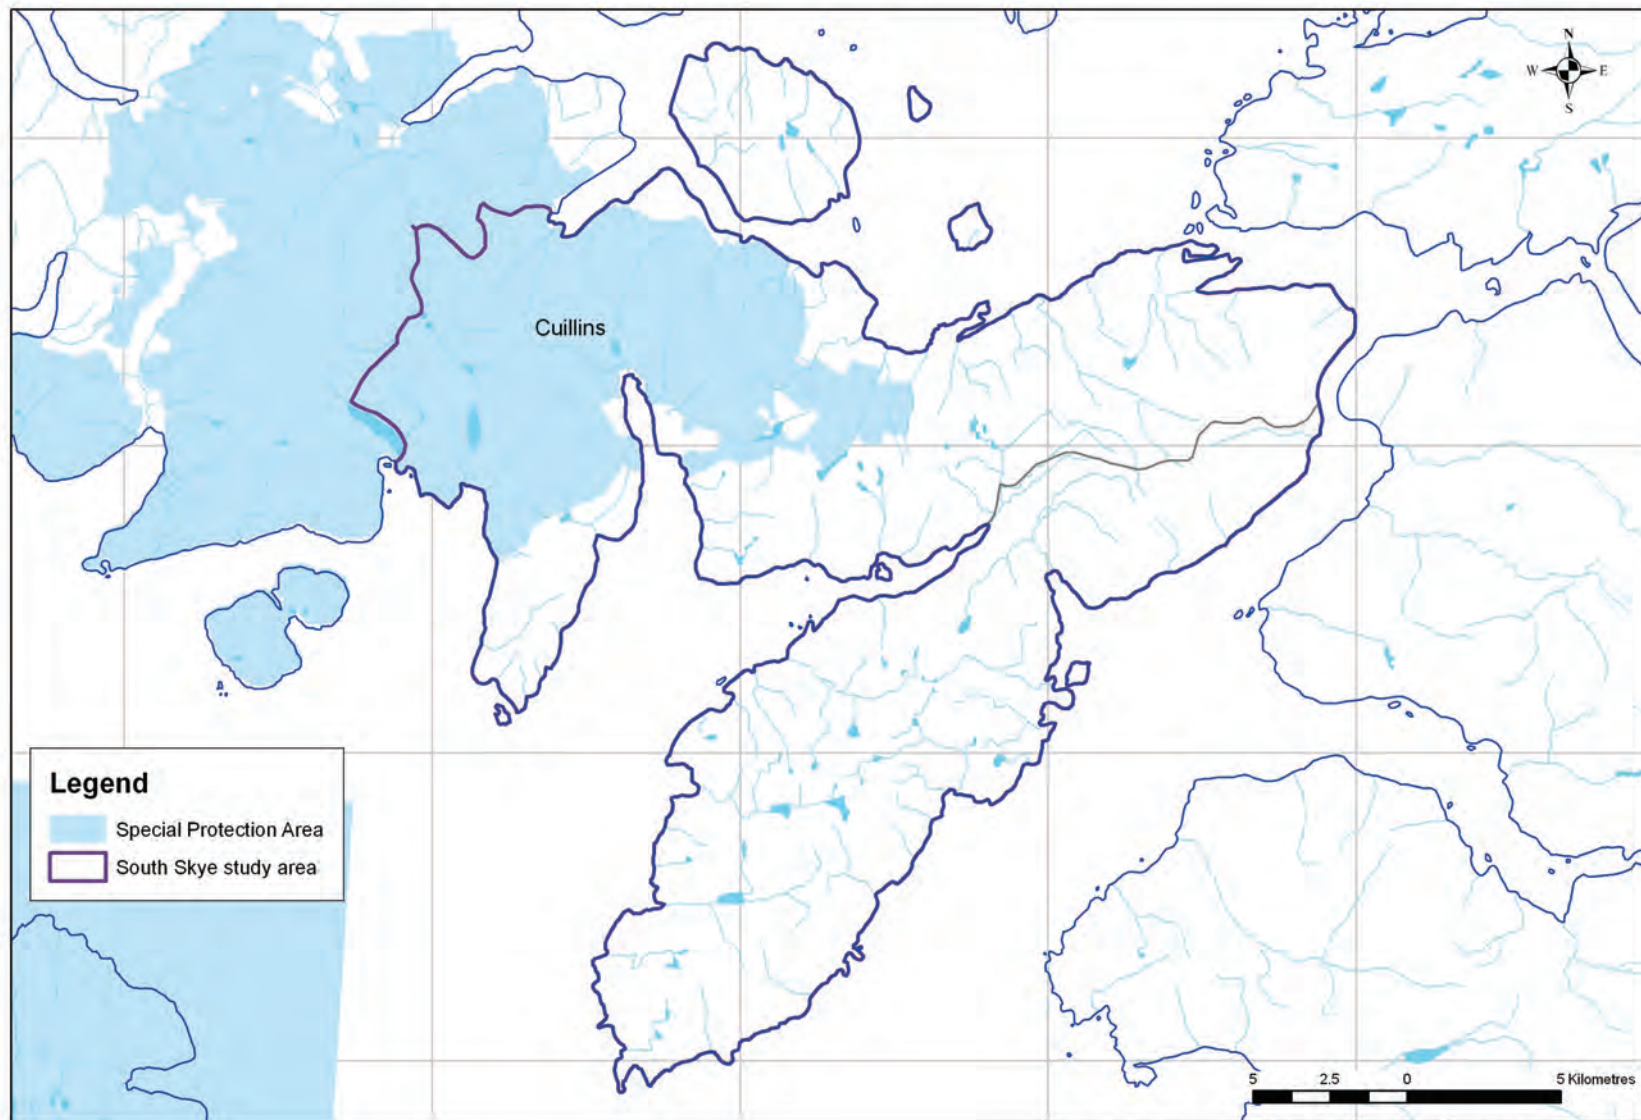 N
W E
S
Cuillins
Legend
Special Protection Area
South Skye study area
5 2.5 0 5 Kilometres